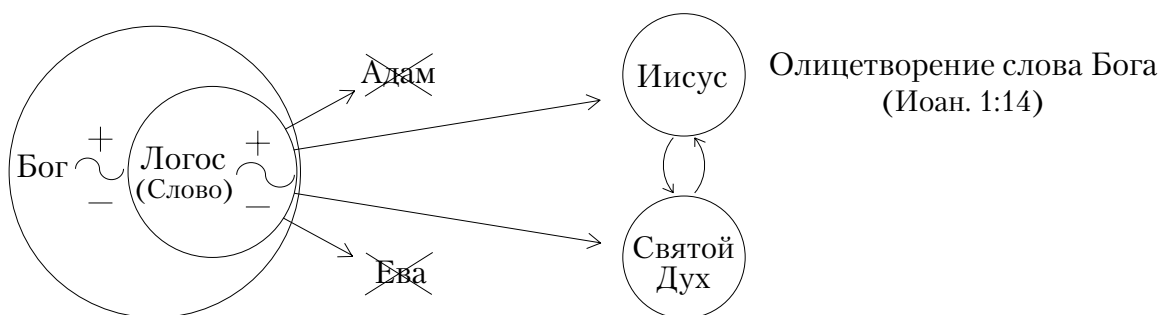 Адам
Иисус
Олицетворение слова Бога
(Иоан. 1:14)
+
+
Бог
Логос
(Слово)
–
–
Святой
Дух
Ева